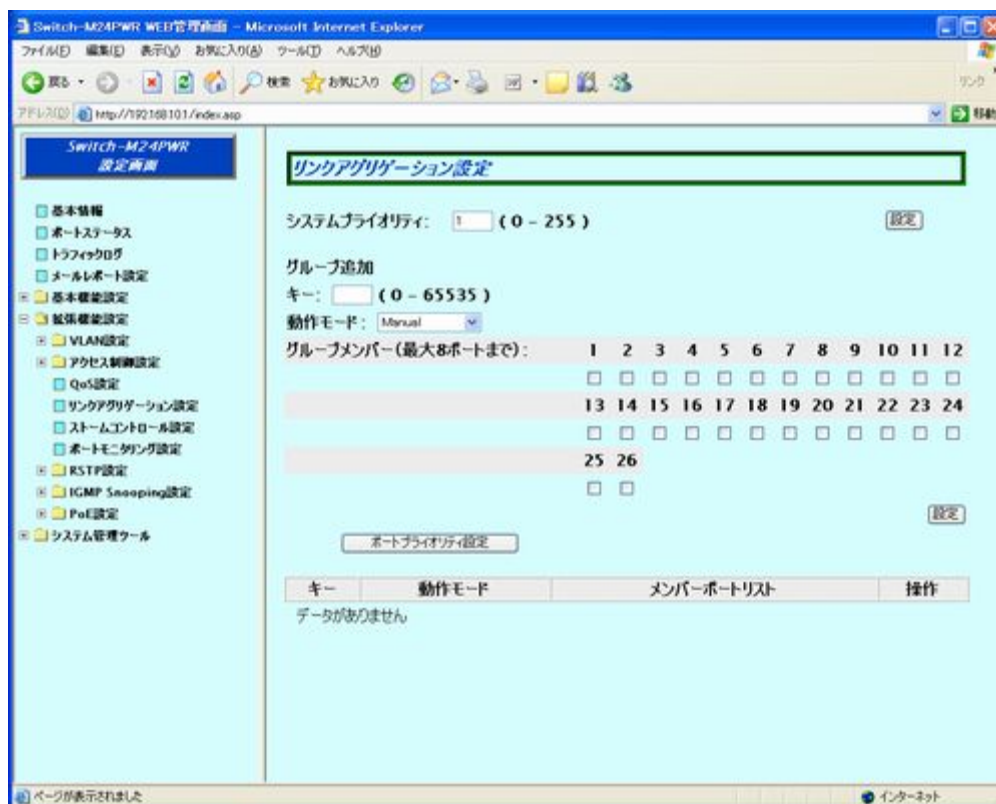 Switch-M24PWR WEB管理画面 - Microsoft Internet Explorer
ファイル(F) 編集(E) 表示(V) お気に入り(A) ツール(T) ヘルプ(H)
戻る 検索 お気に入り リンク
アドレス(D) http://192.168.10.1/index.asp 移動
Switch-M24PWR
設定画面
基本情報
ポートステータス
トラフィックログ
メールレポート設定
基本機能設定
拡張機能設定
VLAN設定
アクセス制御設定
QoS設定
リンクアグリゲーション設定
ストームコントロール設定
ポートモニタリング設定
RSTP設定
IGMP Snooping設定
PoE設定
システム管理ツール
リンクアグリゲーション設定
システムプライオリティ: 1 ( 0 - 255 ) 設定
グループ追加
キー: ( 0 - 65535 )
動作モード: Manual
グループメンバー(最大8ポートまで): 1 2 3 4 5 6 7 8 9 10 11 12
13 14 15 16 17 18 19 20 21 22 23 24
25 26
設定
ポートプライオリティ設定
キー 動作モード メンバーポートリスト 操作
データがありません
ページが表示されました インターネット